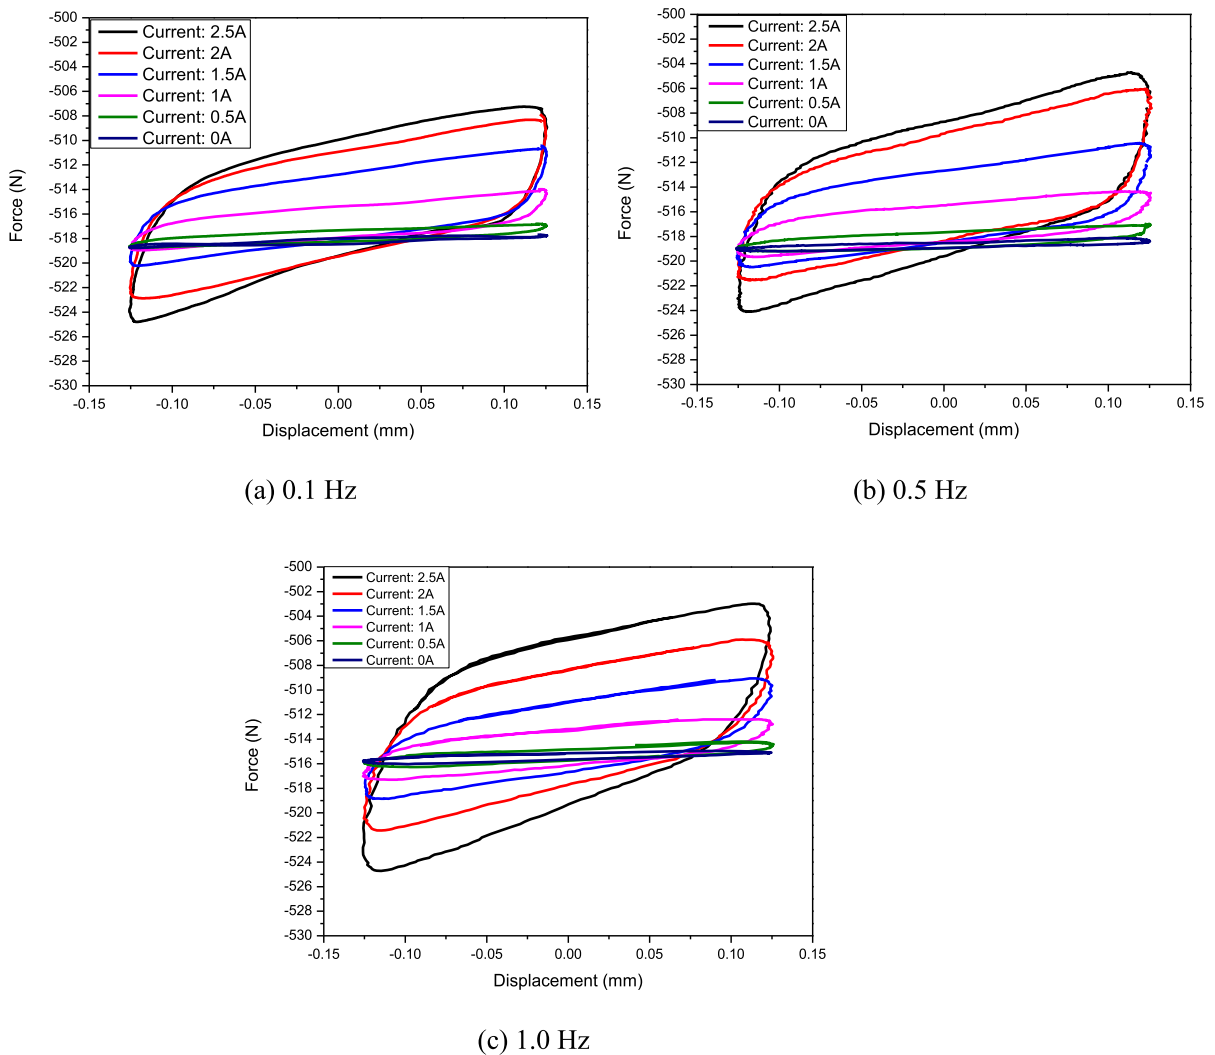 -500
-502
-504
-506
-508
-510
-512
-514
-516
-518
-520
-522
-524
-526
-528
-530
Force (N)
Current: 2.5A
Current: 2A
Current: 1.5A
Current: 1A
Current: 0.5A
Current: 0A
-0.15 -0.10 -0.05 0.00 0.05 0.10 0.15
Displacement (mm)
(a) 0.1 Hz
-500
-502
-504
-506
-508
-510
-512
-514
-516
-518
-520
-522
-524
-526
-528
-530
Force (N)
Current: 2.5A
Current: 2A
Current: 1.5A
Current: 1A
Current: 0.5A
Current: 0A
-0.15 -0.10 -0.05 0.00 0.05 0.10 0.15
Displacement (mm)
(b) 0.5 Hz
-500
-502
-504
-506
-508
-510
-512
-514
-516
-518
-520
-522
-524
-526
-528
-530
Force (N)
Current: 2.5A
Current: 2A
Current: 1.5A
Current: 1A
Current: 0.5A
Current: 0A
-0.15 -0.10 -0.05 0.00 0.05 0.10 0.15
Displacement (mm)
(c) 1.0 Hz